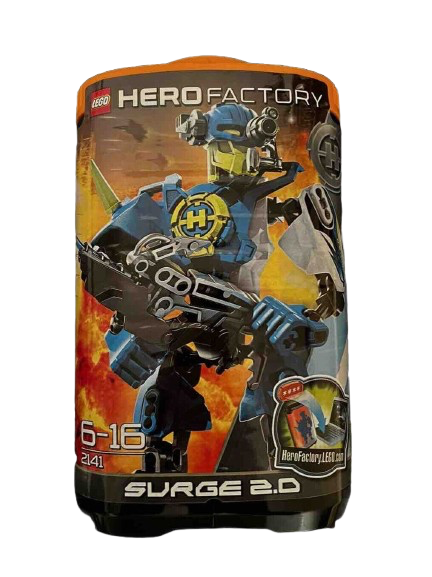 LEGO HERO FACTORY
H
6-16
2141
HeroFactory.LEGO.com
SURGE 2.0